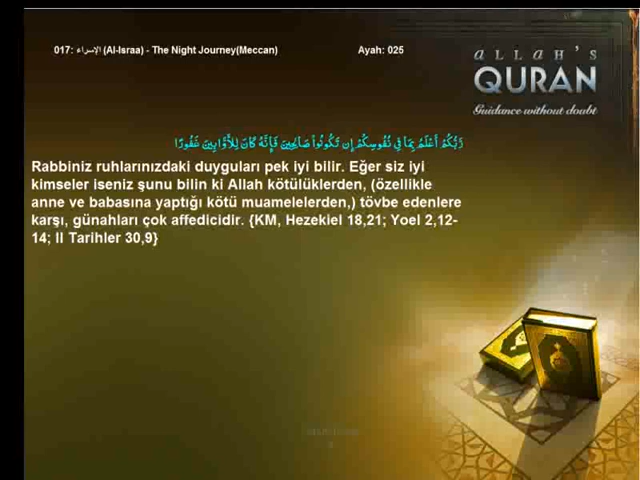 017: الإسراء (Al-Israa) - The Night Journey(Meccan) Ayah: 025
ALLAH'S
QURAN
Guidance without doubt
رَّبُّكُمْ أَعْلَمُ بِمَا فِي نُفُوسِكُمْ إِن تَكُونُواْ صَالِحِينَ فَإِنَّهُ كَانَ لِلأَوَّابِينَ غَفُورًا
Rabbiniz ruhlarınızdaki duyguları pek iyi bilir. Eğer siz iyi
kimseler iseniz şunu bilin ki Allah kötülüklerden, (özellikle
anne ve babasına yaptığı kötü muamelelerden,) tövbe edenlere
karşı, günahları çok affedicidir. {KM, Hezekiel 18,21; Yoel 2,12-
14; II Tarihler 30,9}